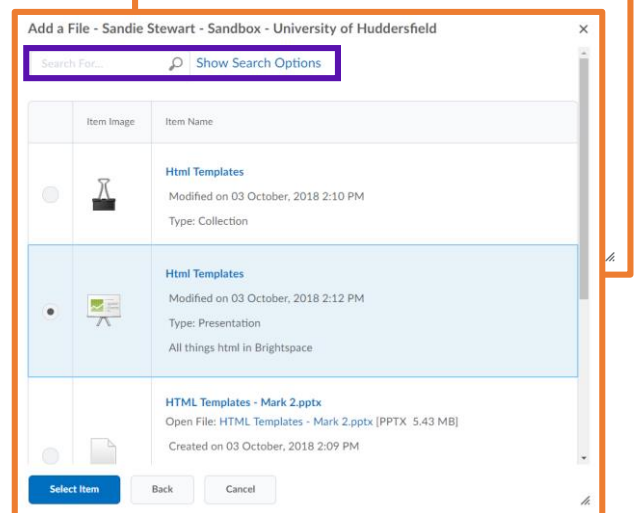 Add a File - Sandie Stewart - Sandbox - University of Huddersfield
Search For... Show Search Options
Item Image Item Name
Html Templates
Modified on 03 October, 2018 2:10 PM
Type: Collection
Html Templates
Modified on 03 October, 2018 2:12 PM
Type: Presentation
All things html in Brightspace
HTML Templates - Mark 2.pptx
Open File: HTML Templates - Mark 2.pptx [PPTX 5.43 MB]
Created on 03 October, 2018 2:09 PM
Select Item Back Cancel